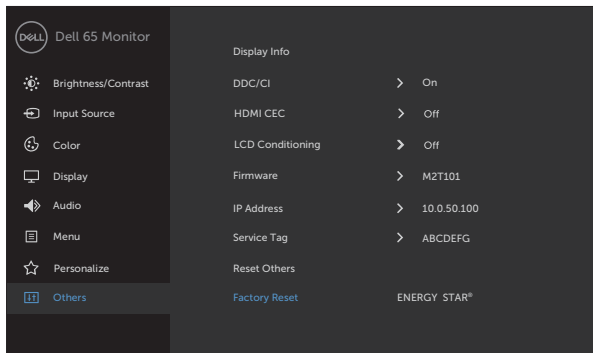 DELL Dell 65 Monitor
Display Info
Brightness/Contrast DDC/CI On
Input Source HDMI CEC Off
Color LCD Conditioning Off
Display Firmware M2T101
Audio IP Address 10.0.50.100
Menu Service Tag ABCDEFG
Personalize Reset Others
Others Factory Reset ENERGY STAR®